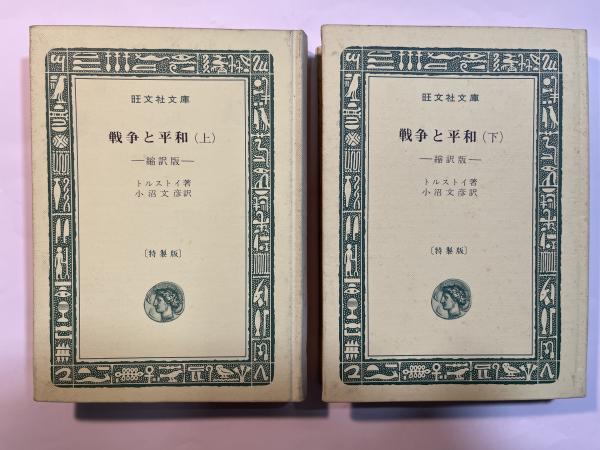 旺文社文庫
戦争と平和(上)
—縮訳版—
トルストイ著
小沼文彦訳
〔特製版〕
旺文社文庫
戦争と平和(下)
—縮訳版—
トルストイ著
小沼文彦訳
〔特製版〕